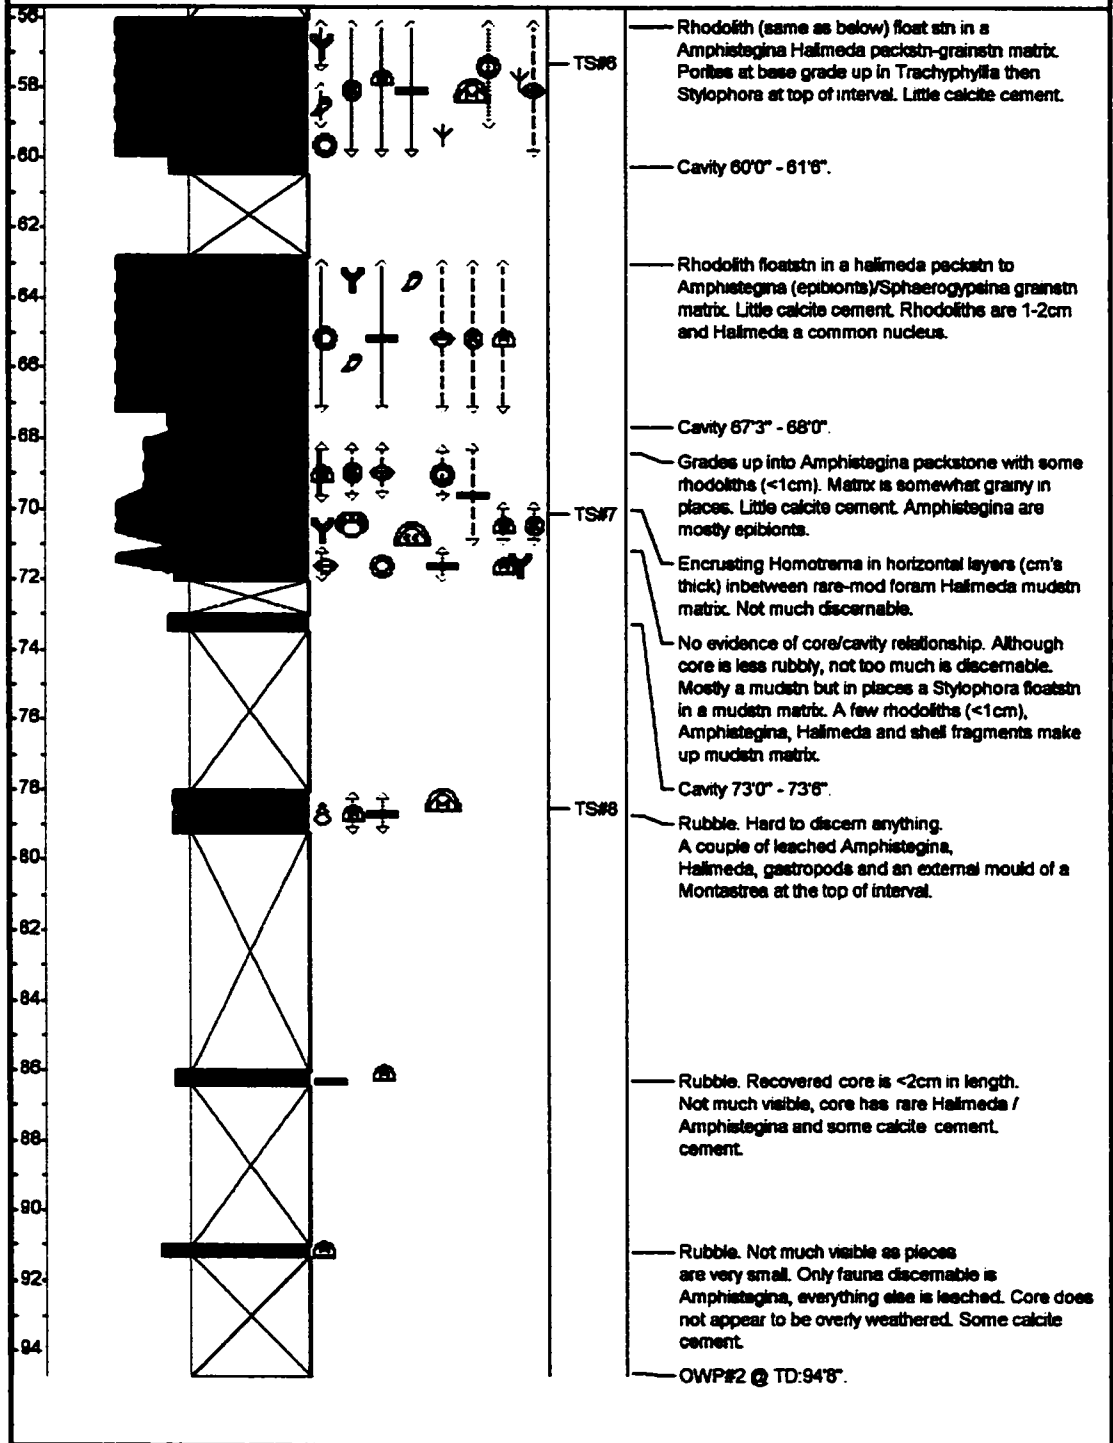 56
Rhodolith (same as below) float stn in a
Amphistegina Halimeda packstn-grainstn matrix.
Porites at base grade up in Trachyphyllia then
Stylophora at top of interval. Little calcite cement.
TS#6
58
60
Cavity 60'0" - 61'6".
62
Rhodolith floatstn in a halimeda packstn to
Amphistegina (epibionts)/Sphaerogypsina grainstn
matrix. Little calcite cement. Rhodoliths are 1-2cm
and Halimeda a common nucleus.
64
66
Cavity 67'3" - 68'0".
68
Grades up into Amphistegina packstone with some
rhodoliths (<1cm). Matrix is somewhat grainy in
places. Little calcite cement. Amphistegina are
mostly epibionts.
70
TS#7
Encrusting Homotrema in horizontal layers (cm's
thick) inbetween rare-mod foram Halimeda mudstn
matrix. Not much discernable.
72
No evidence of core/cavity relationship. Although
core is less rubbly, not too much is discernable.
Mostly a mudstn but in places a Stylophora floatstn
in a mudstn matrix. A few rhodoliths (<1cm),
Amphistegina, Halimeda and shell fragments make
up mudstn matrix.
74
76
78
Cavity 73'0" - 73'6".
TS#8
Rubble. Hard to discern anything.
A couple of leached Amphistegina,
Halimeda, gastropods and an external mould of a
Montastrea at the top of interval.
80
82
84
86
Rubble. Recovered core is <2cm in length.
Not much visible, core has rare Halimeda /
Amphistegina and some calcite cement.
cement.
88
90
Rubble. Not much visible as pieces
are very small. Only fauna discernable is
Amphistagina, everything else is leached. Core does
not appear to be overly weathered. Some calcite
cement.
92
94
OWP#2 @ TD:94'8".